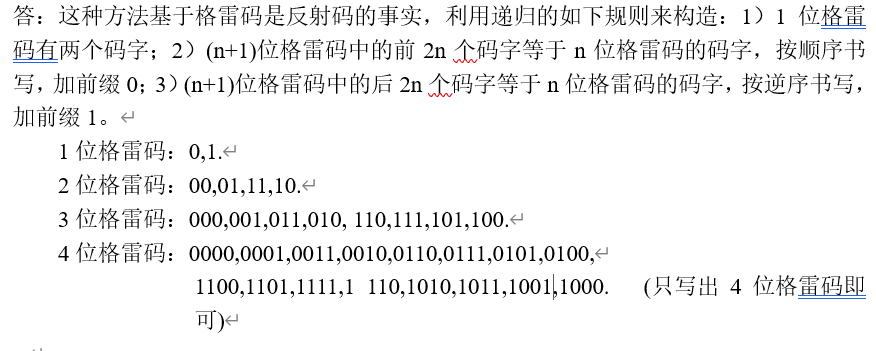 答：这种方法基于格雷码是反射码的事实，利用递归的如下规则来构造：1）1 位格雷
码有两个码字；2）(n+1)位格雷码中的前 2n 个码字等于 n 位格雷码的码字，按顺序书
写，加前缀 0；3）(n+1)位格雷码中的后 2n 个码字等于 n 位格雷码的码字，按逆序书写，
加前缀 1。
1 位格雷码：0,1.
2 位格雷码：00,01,11,10.
3 位格雷码：000,001,011,010, 110,111,101,100.
4 位格雷码：0000,0001,0011,0010,0110,0111,0101,0100,
1100,1101,1111,1 110,1010,1011,1001,1000. (只写出 4 位格雷码即
可)